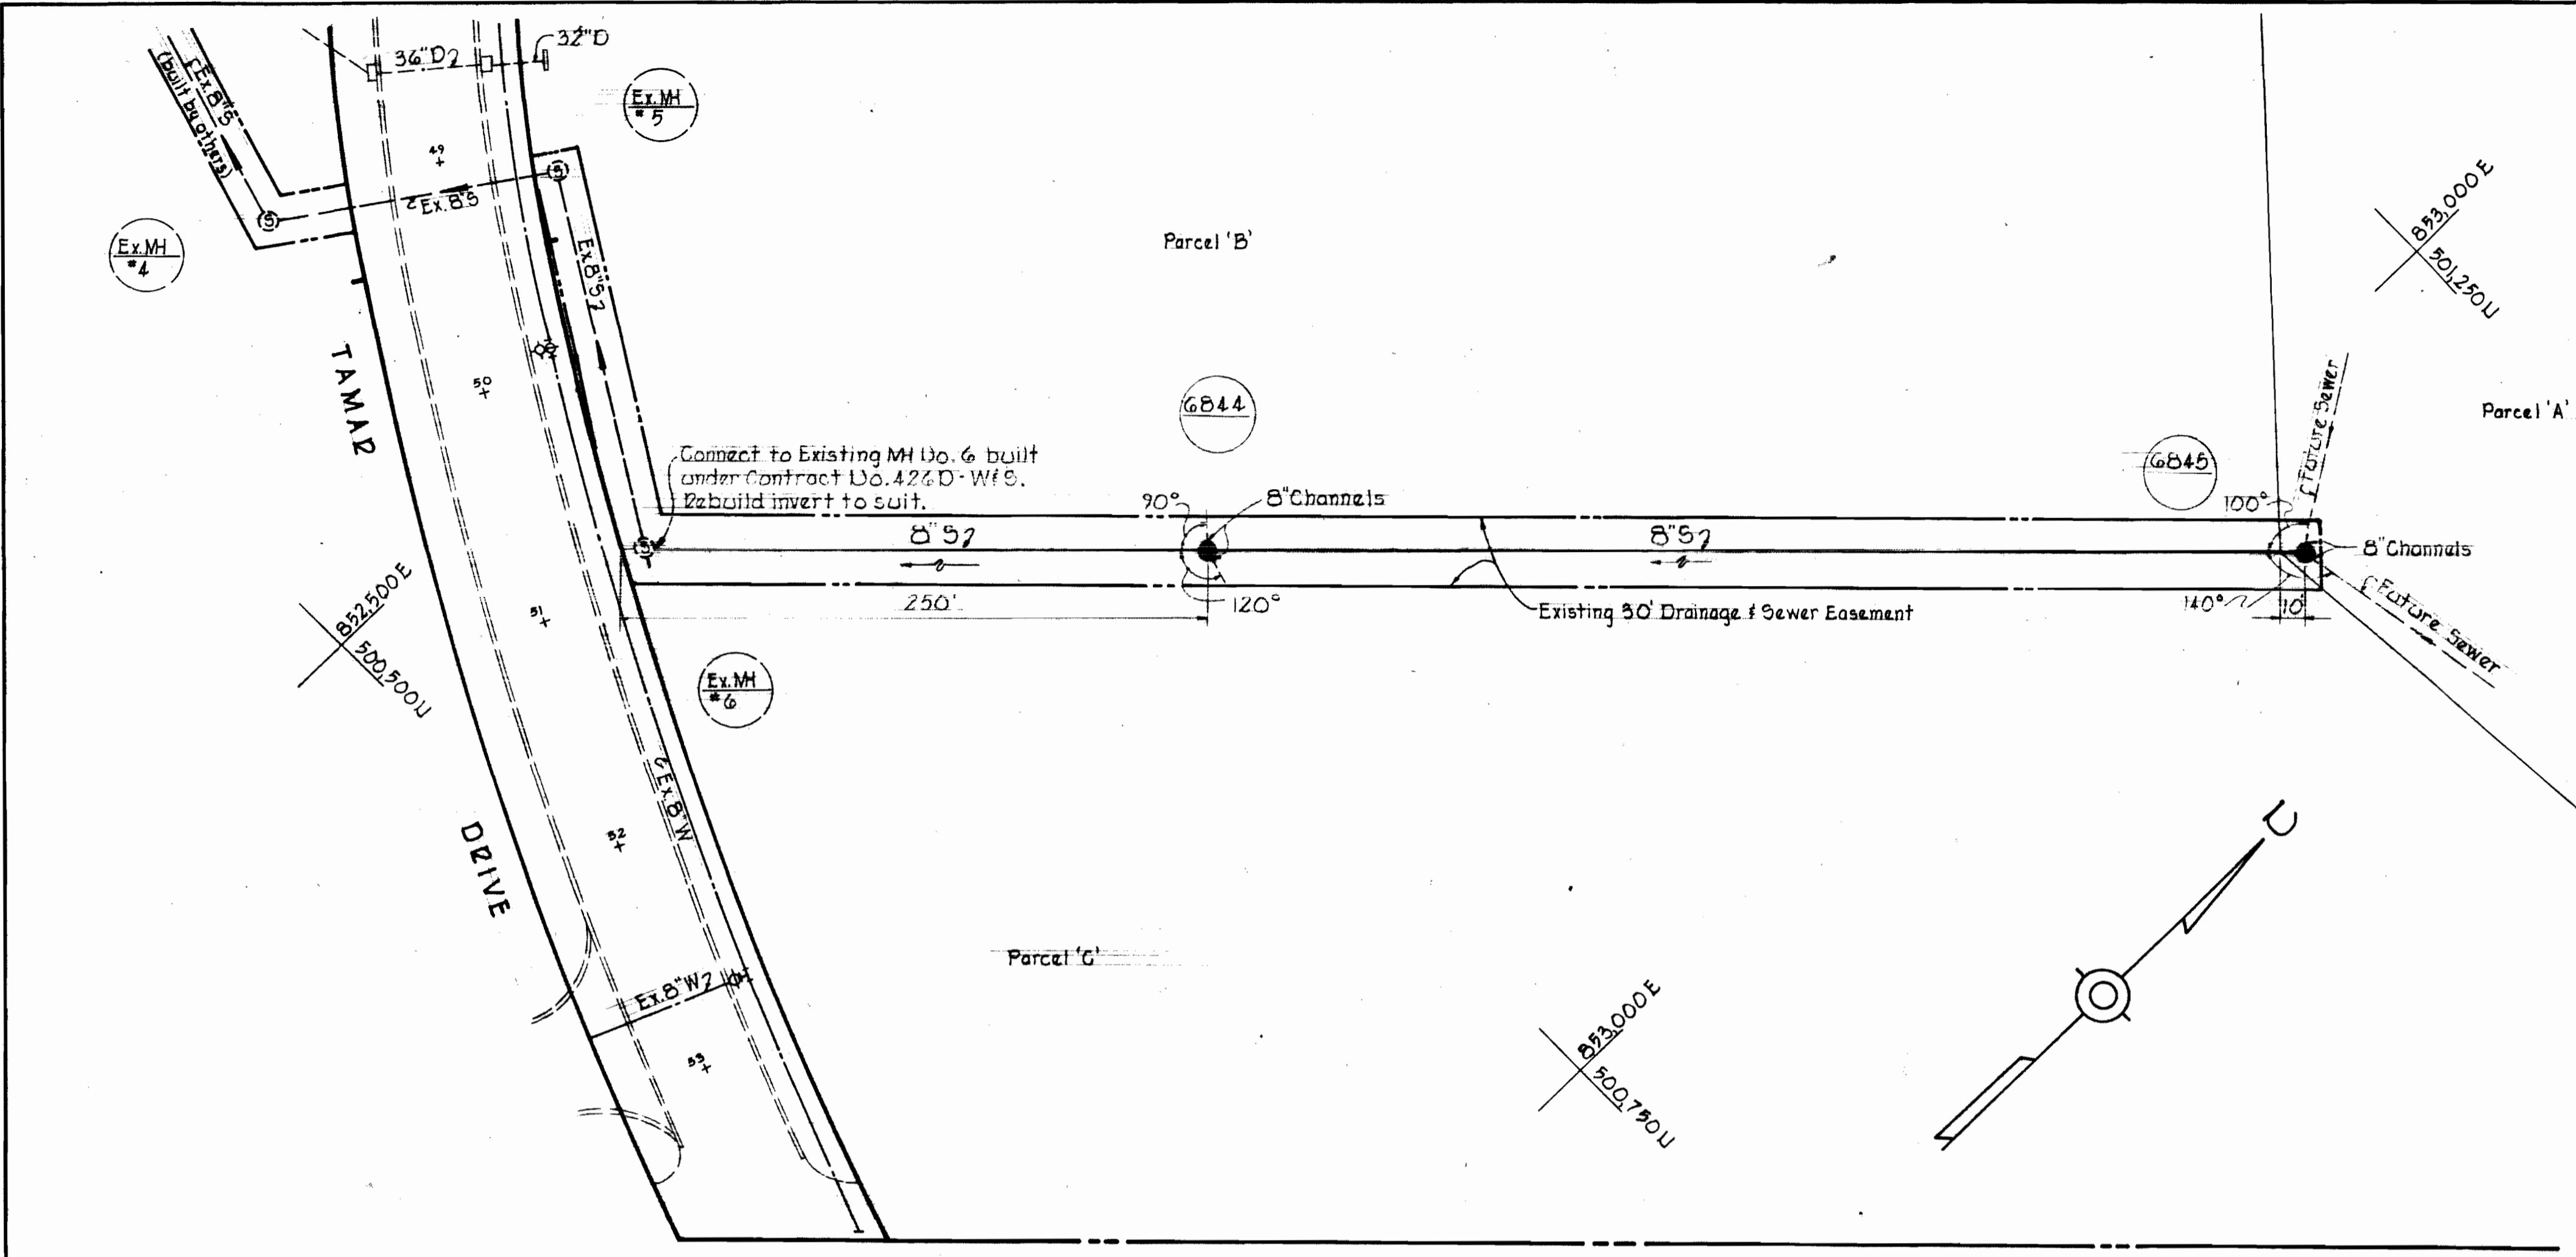 36"D
32"D
Ex. MH
#5
℄ Ex. 8"S
(built by others)
49
Ex. 8"S
Ex. MH
#4
Ex 8"S
Parcel 'B'
853,000 E
501,250 N
TAMAR
50
6844
Parcel 'A'
℄ Future Sewer
Connect to Existing MH No. 6 built
under Contract No. 426 D-W&S.
Rebuild invert to suit.
6845
90°
8" Channels
100°
8"S
8"S
8" Channels
852,500 E
500,500 N
51
250'
120°
Existing 30' Drainage & Sewer Easement
140°
10'
℄ Future Sewer
Ex. MH
#6
Ex. 8"W
52
DRIVE
Parcel 'C'
N
Ex. 8"W
853,000 E
500,750 N
53